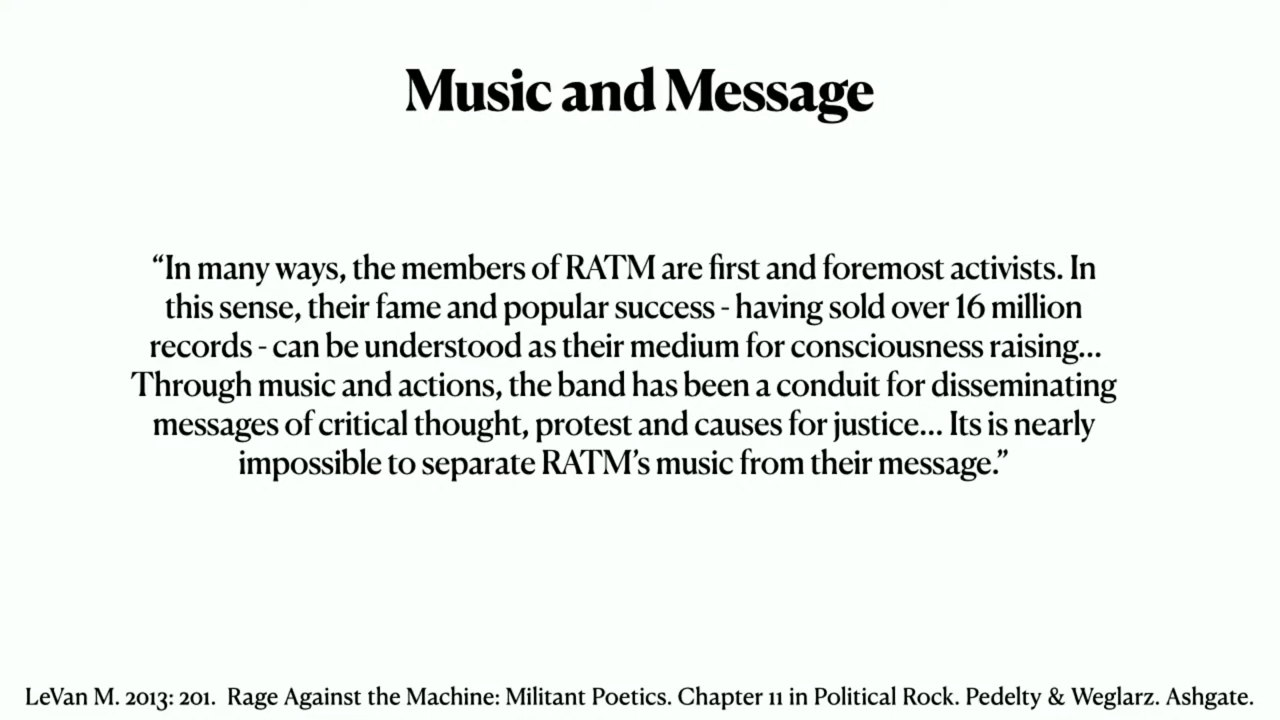 Music and Message
“In many ways, the members of RATM are first and foremost activists. In
this sense, their fame and popular success - having sold over 16 million
records - can be understood as their medium for consciousness raising...
Through music and actions, the band has been a conduit for disseminating
messages of critical thought, protest and causes for justice... Its is nearly
impossible to separate RATM’s music from their message.”
LeVan M. 2013: 201. Rage Against the Machine: Militant Poetics. Chapter 11 in Political Rock. Pedelty & Weglarz. Ashgate.